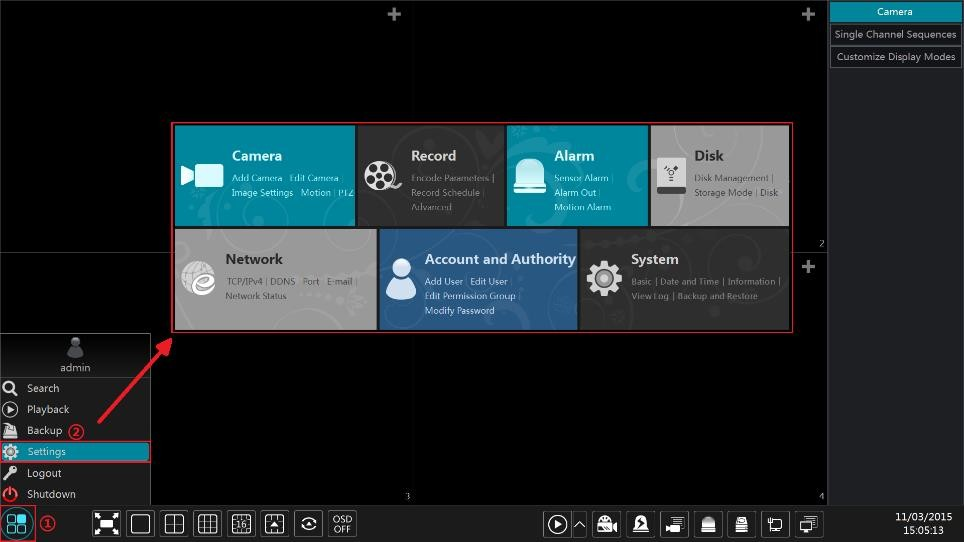 Camera
Single Channel Sequences
Customize Display Modes
Camera
Add Camera | Edit Camera |
Image Settings | Motion | PTZ
Record
Encode Parameters |
Record Schedule |
Advanced
Alarm
Sensor Alarm |
Alarm Out |
Motion Alarm
Disk
Disk Management |
Storage Mode | Disk
2
Network
TCP/IPv4 | DDNS | Port | E-mail |
Network Status
Account and Authority
Add User | Edit User |
Edit Permission Group |
Modify Password
System
Basic | Date and Time | Information |
View Log | Backup and Restore
admin
Search
Playback
Backup ②
Settings
Logout
Shutdown
3
4
①
16
OSD
OFF
11/03/2015
15:05:13